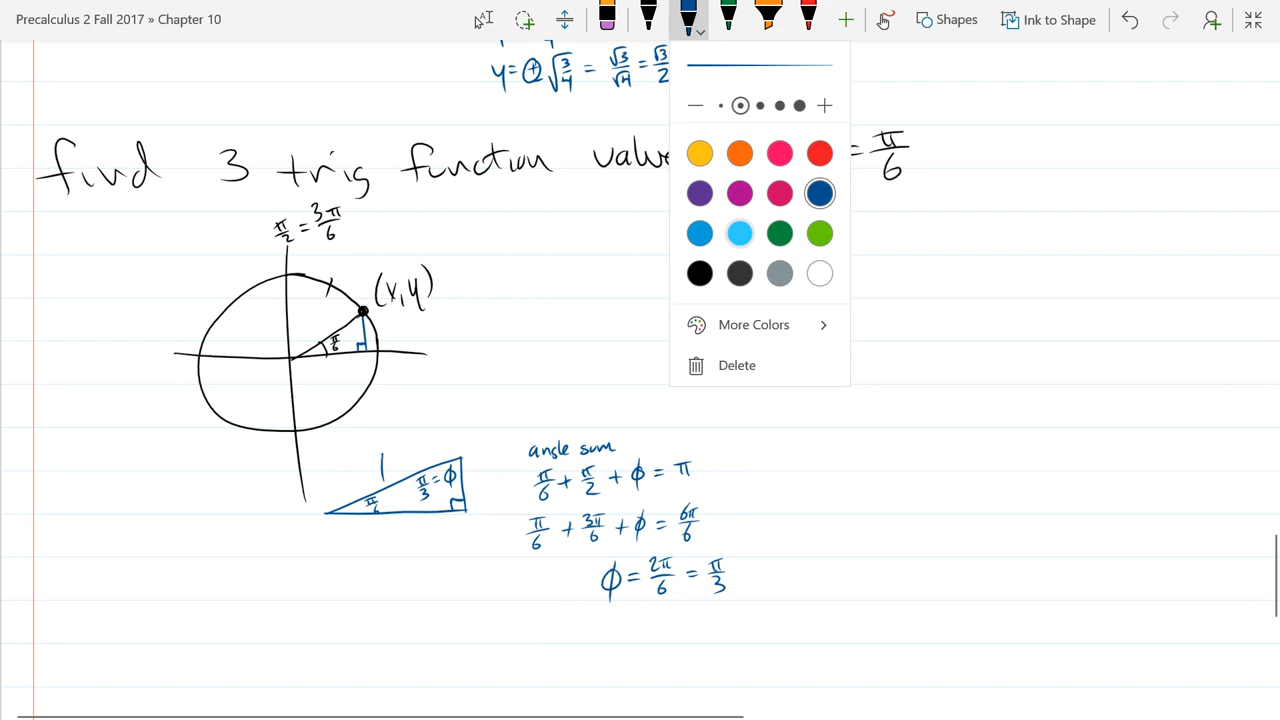 Precalculus 2 Fall 2017 » Chapter 10
Shapes
Ink to Shape
y = ± √(3/4) = √3/√4 = √3/2
find 3 trig function = π/6
π/2 = 3π/6
(x,y)
π/6
More Colors
Delete
1
π/3 = ϕ
π/6
angle sum
π/6 + π/2 + ϕ = π
π/6 + 3π/6 + ϕ = 6π/6
ϕ = 2π/6 = π/3